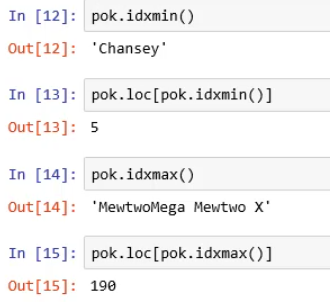 In [12]: pok.idxmin()
Out[12]: 'Chansey'
In [13]: pok.loc[pok.idxmin()]
Out[13]: 5
In [14]: pok.idxmax()
Out[14]: 'MewtwoMega Mewtwo X'
In [15]: pok.loc[pok.idxmax()]
Out[15]: 190